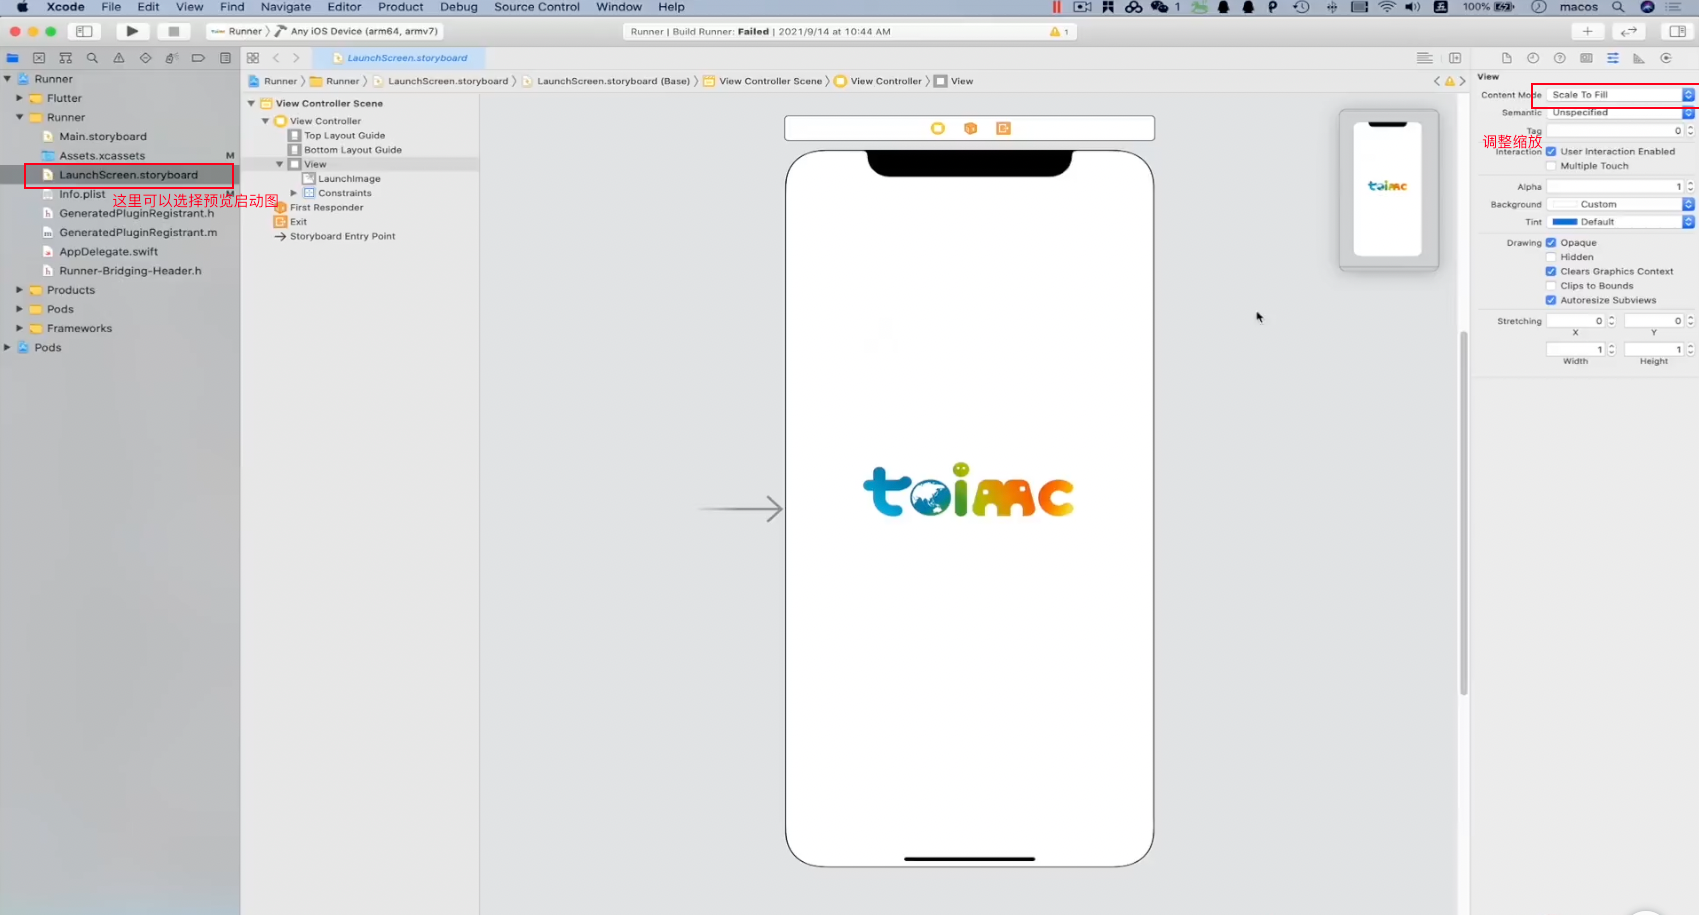 Xcode File Edit View Find Navigate Editor Product Debug Source Control Window Help 1 100% macos
Runner Any iOS Device (arm64, armv7) Runner | Build Runner: Failed | 2021/9/14 at 10:44 AM 1
LaunchScreen.storyboard
Runner Runner LaunchScreen.storyboard LaunchScreen.storyboard (Base) View Controller Scene View Controller View
Runner
Flutter
Runner
Main.storyboard
Assets.xcassets M
LaunchScreen.storyboard
Info.plist M
这里可以选择预览启动图
GeneratedPluginRegistrant.h
GeneratedPluginRegistrant.m
AppDelegate.swift
Runner-Bridging-Header.h
Products
Pods
Frameworks
Pods
View Controller Scene
View Controller
Top Layout Guide
Bottom Layout Guide
View
LaunchImage
Constraints
First Responder
Exit
Storyboard Entry Point
toimc
toimc
View
Content Mode Scale To Fill
Semantic Unspecified
Tag 0
调整缩放
Interaction User Interaction Enabled
Multiple Touch
Alpha 1
Background Custom
Tint Default
Drawing Opaque
Hidden
Clears Graphics Context
Clips to Bounds
Autoresize Subviews
Stretching 0 0
X Y
1 1
Width Height